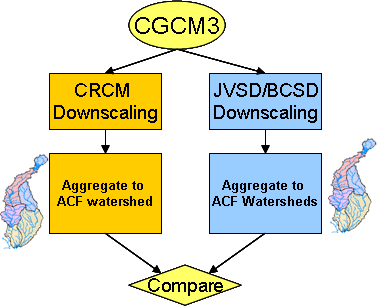 CGCM3
CRCM
Downscaling
JVSD/BCSD
Downscaling
Aggregate to
ACF watershed
Aggregate to
ACF Watersheds
Compare